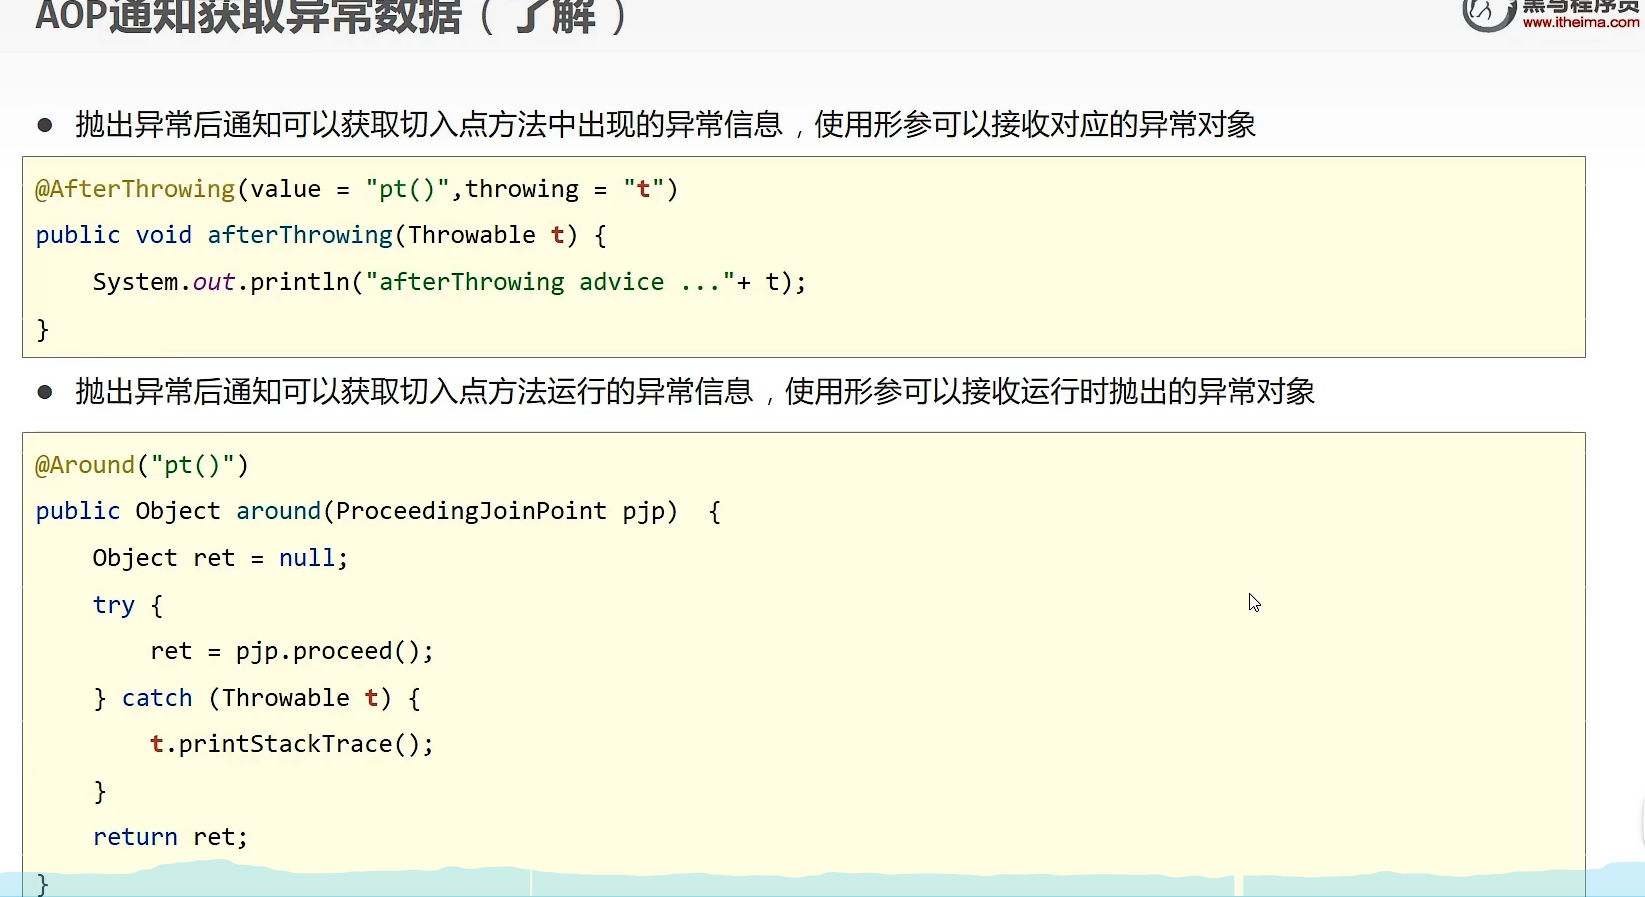 AOP通知获取异常数据（了解）
黑马程序员
www.itheima.com
● 抛出异常后通知可以获取切入点方法中出现的异常信息，使用形参可以接收对应的异常对象
@AfterThrowing(value = "pt()",throwing = "t")
public void afterThrowing(Throwable t) {
    System.out.println("afterThrowing advice ..."+ t);
}
● 抛出异常后通知可以获取切入点方法运行的异常信息，使用形参可以接收运行时抛出的异常对象
@Around("pt()")
public Object around(ProceedingJoinPoint pjp)  {
    Object ret = null;
    try {
        ret = pjp.proceed();
    } catch (Throwable t) {
        t.printStackTrace();
    }
    return ret;
}